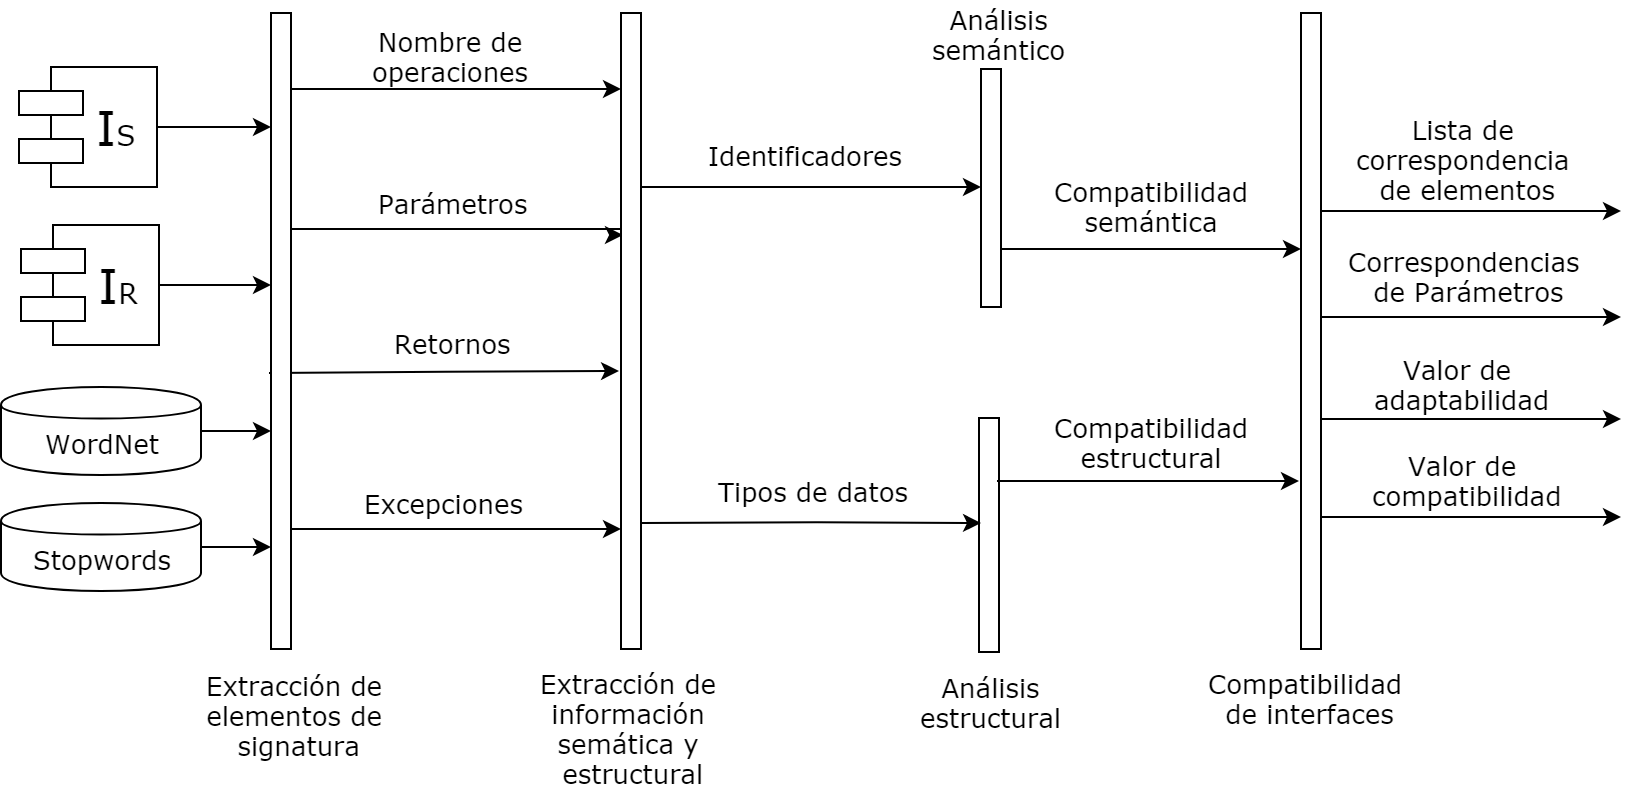 Análisis
semántico
Nombre de
operaciones
IS
Lista de
correspondencia
de elementos
Identificadores
Compatibilidad
semántica
Parámetros
IR
Correspondencias
de Parámetros
Retornos
Valor de
adaptabilidad
WordNet
Compatibilidad
estructural
Valor de
compatibilidad
Excepciones
Tipos de datos
Stopwords
Extracción de
elementos de
signatura
Extracción de
información
semática y
estructural
Análisis
estructural
Compatibilidad
de interfaces